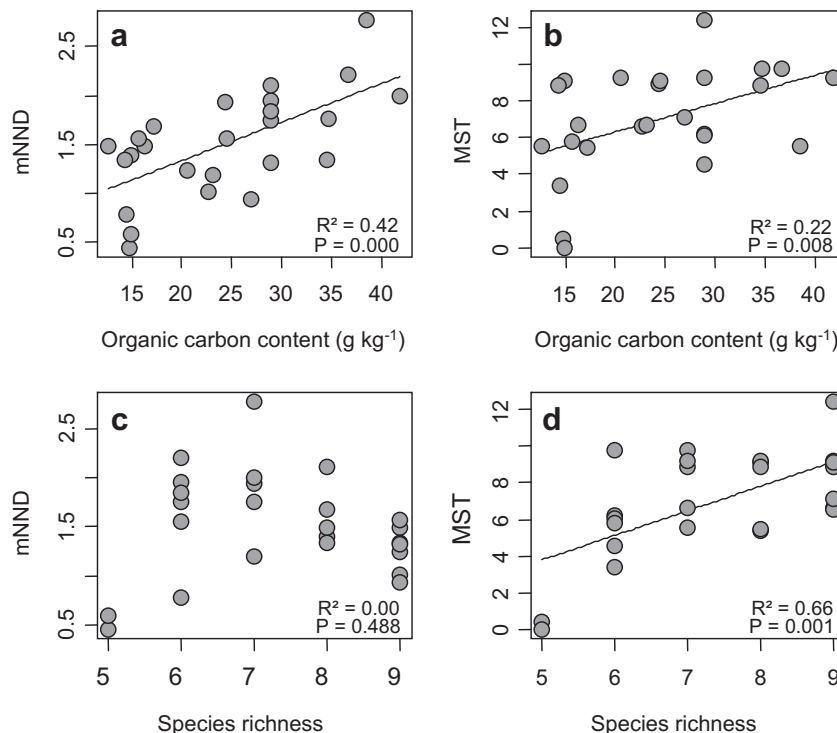 a
mNND
2.5
1.5
0.5
R² = 0.42
P = 0.000
15 20 25 30 35 40
Organic carbon content (g kg⁻¹)
b
MST
12
10
8
6
4
2
0
R² = 0.22
P = 0.008
15 20 25 30 35 40
Organic carbon content (g kg⁻¹)
c
mNND
2.5
1.5
0.5
R² = 0.00
P = 0.488
5 6 7 8 9
Species richness
d
MST
12
10
8
6
4
2
0
R² = 0.66
P = 0.001
5 6 7 8 9
Species richness